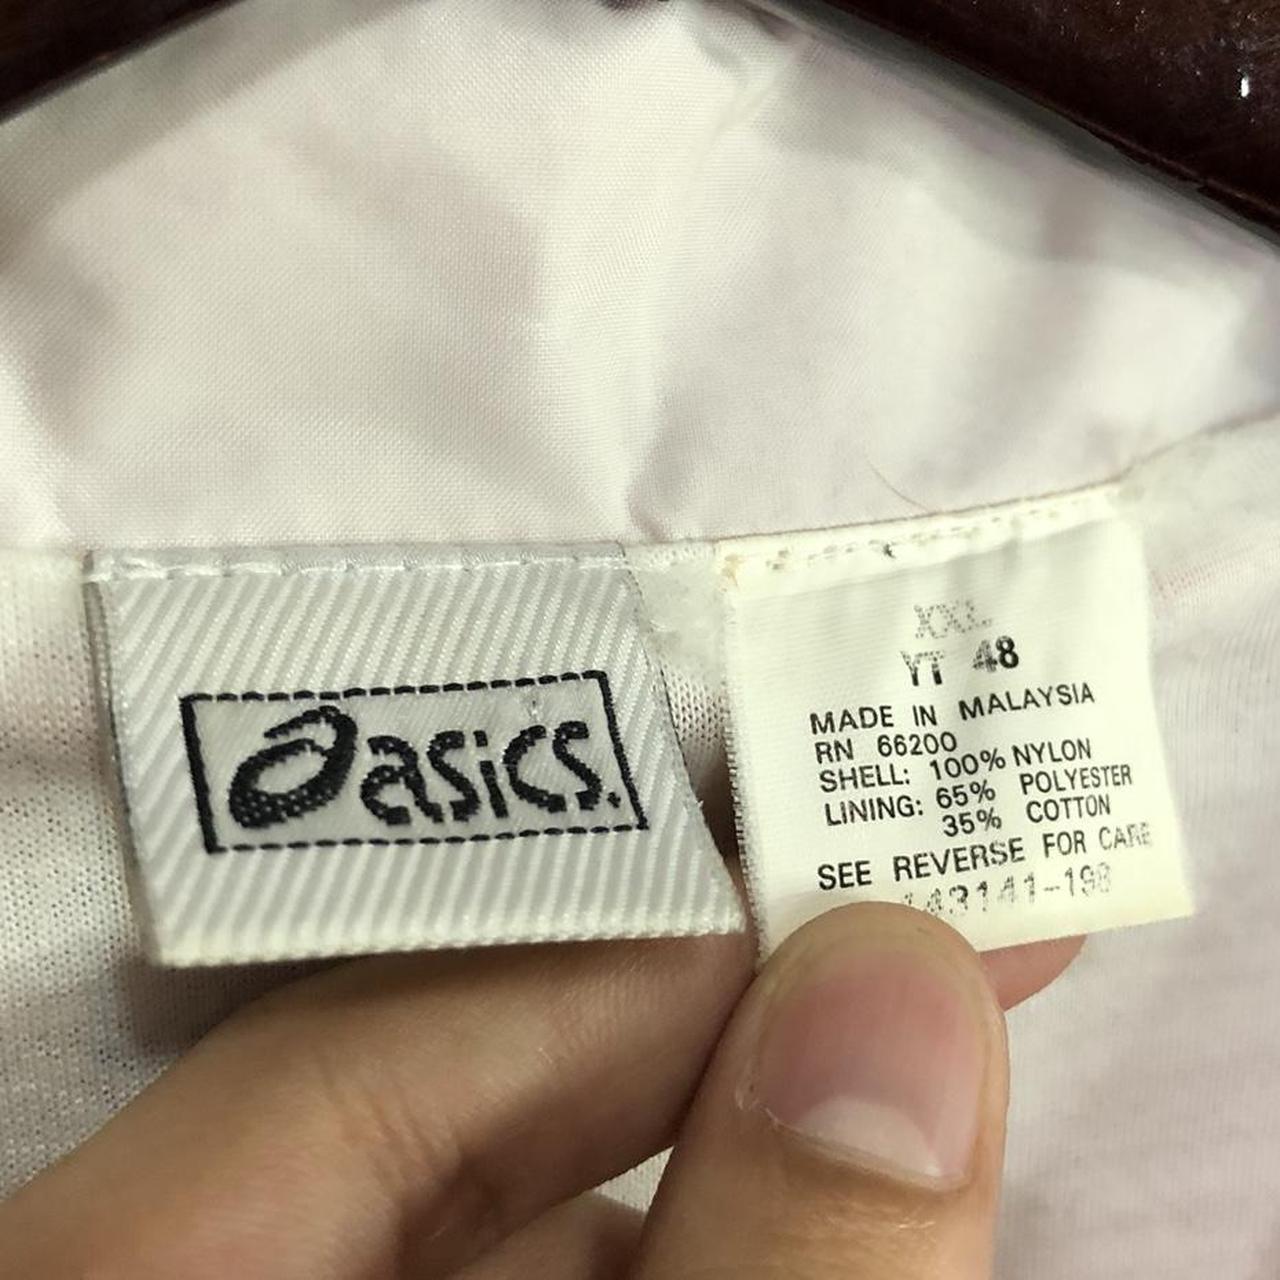 asics.
XXL
YT 48
MADE IN MALAYSIA
RN 66200
SHELL: 100% NYLON
LINING: 65% POLYESTER
35% COTTON
SEE REVERSE FOR CARE